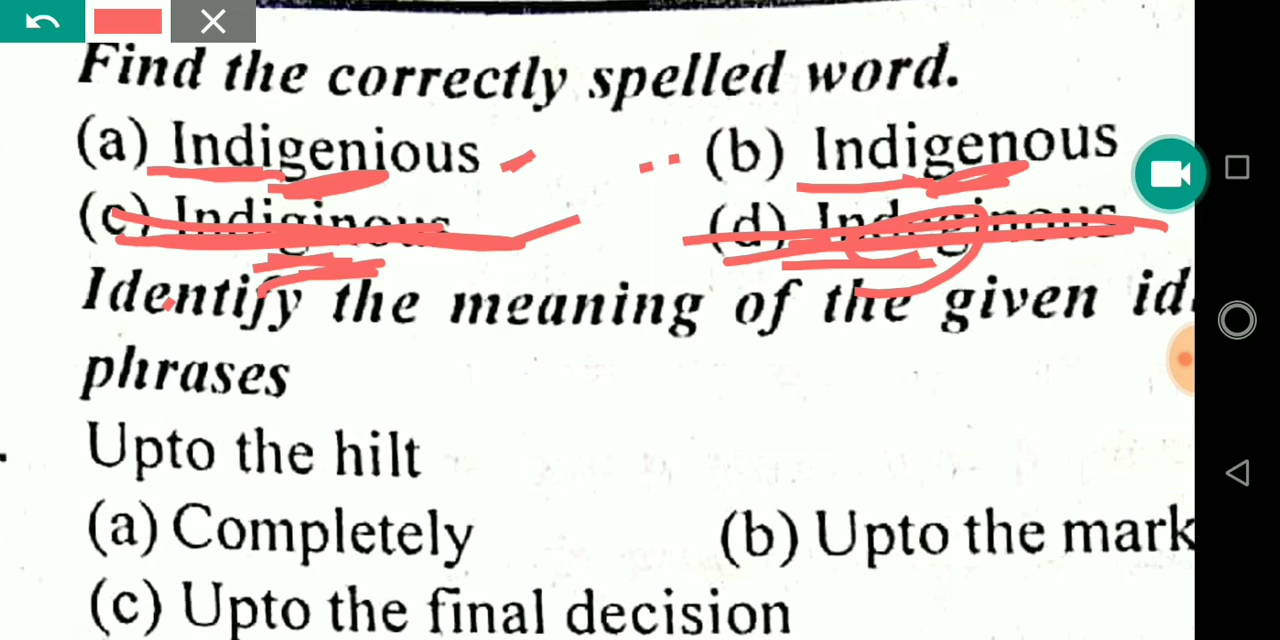 Find the correctly spelled word.
(a) Indigenious (b) Indigenous
(c) Indiginous (d)
Identify the meaning of the given
phrases
Upto the hilt
(a) Completely (b) Upto the mark
(c) Upto the final decision